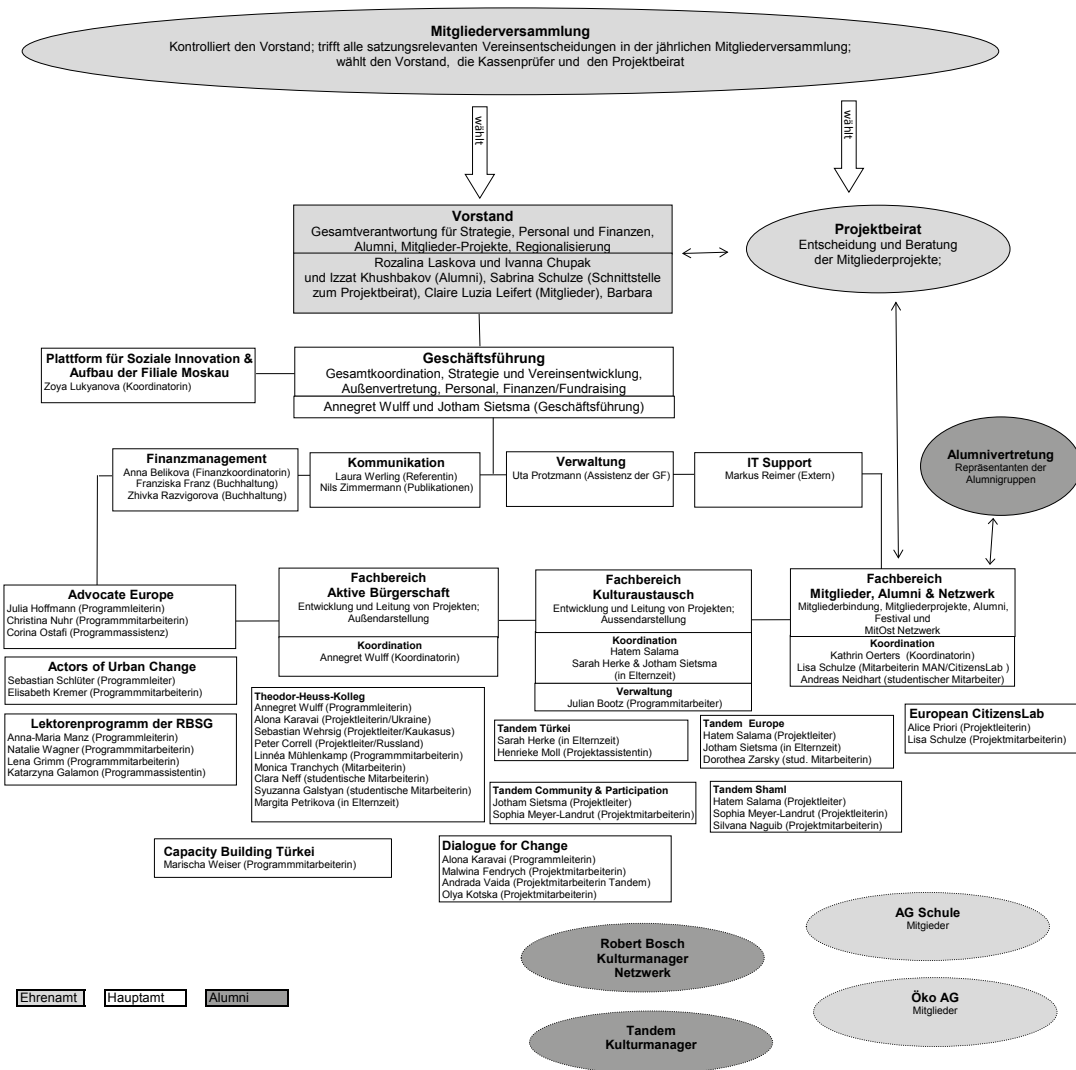 Mitgliederversammlung
Kontrolliert den Vorstand; trifft alle satzungsrelevanten Vereinsentscheidungen in der jährlichen Mitgliederversammlung;
wählt den Vorstand, die Kassenprüfer und den Projektbeirat
wählt
wählt
Vorstand
Gesamtverantwortung für Strategie, Personal und Finanzen,
Alumni, Mitglieder-Projekte, Regionalisierung
Rozalina Laskova und Ivanna Chupak
und Izzat Khushbakov (Alumni), Sabrina Schulze (Schnittstelle
zum Projektbeirat), Claire Luzia Leifert (Mitglieder), Barbara
Projektbeirat
Entscheidung und Beratung
der Mitgliederprojekte;
Plattform für Soziale Innovation &
Aufbau der Filiale Moskau
Zoya Lukyanova (Koordinatorin)
Geschäftsführung
Gesamtkoordination, Strategie und Vereinsentwicklung,
Außenvertretung, Personal, Finanzen/Fundraising
Annegret Wulff und Jotham Sietsma (Geschäftsführung)
Finanzmanagement
Anna Belikova (Finanzkoordinatorin)
Franziska Franz (Buchhaltung)
Zhivka Razvigorova (Buchhaltung)
Kommunikation
Laura Werling (Referentin)
Nils Zimmermann (Publikationen)
Verwaltung
Uta Protzmann (Assistenz der GF)
IT Support
Markus Reimer (Extern)
Alumnivertretung
Repräsentanten der
Alumnigruppen
Advocate Europe
Julia Hoffmann (Programmleiterin)
Christina Nuhr (Programmmitarbeiterin)
Corina Ostafi (Programmassistenz)
Fachbereich
Aktive Bürgerschaft
Entwicklung und Leitung von Projekten;
Außendarstellung
Koordination
Annegret Wulff (Koordinatorin)
Fachbereich
Kulturaustausch
Entwicklung und Leitung von Projekten;
Aussendarstellung
Koordination
Hatem Salama
Sarah Herke & Jotham Sietsma
(in Elternzeit)
Verwaltung
Julian Bootz (Programmitarbeiter)
Fachbereich
Mitglieder, Alumni & Netzwerk
Mitgliederbindung, Mitgliederprojekte, Alumni,
Festival und
MitOst Netzwerk
Koordination
Kathrin Oerters (Koordinatorin)
Lisa Schulze (Mitarbeiterin MAN/CitizensLab )
Andreas Neidhart (studentischer Mitarbeiter)
Actors of Urban Change
Sebastian Schlüter (Programmleiter)
Elisabeth Kremer (Programmmitarbeiterin)
Lektorenprogramm der RBSG
Anna-Maria Manz (Programmleiterin)
Natalie Wagner (Programmmitarbeiterin)
Lena Grimm (Programmmitarbeiterin)
Katarzyna Galamon (Programmassistentin)
Theodor-Heuss-Kolleg
Annegret Wulff (Programmleiterin)
Alona Karavai (Projektleiterin/Ukraine)
Sebastian Wehrsig (Projektleiter/Kaukasus)
Peter Correll (Projektleiter/Russland)
Linnéa Mühlenkamp (Programmmitarbeiterin)
Monica Tranchych (Mitarbeiterin)
Clara Neff (studentische Mitarbeiterin)
Syuzanna Galstyan (studentische Mitarbeiterin)
Margita Petrikova (in Elternzeit)
Tandem Türkei
Sarah Herke (in Elternzeit)
Henrieke Moll (Projektassistentin)
Tandem Europe
Hatem Salama (Projektleiter)
Jotham Sietsma (in Elternzeit)
Dorothea Zarsky (stud. Mitarbeiterin)
European CitizensLab
Alice Priori (Projektleiterin)
Lisa Schulze (Projektmitarbeiterin)
Tandem Community & Participation
Jotham Sietsma (Projektleiter)
Sophia Meyer-Landrut (Projektmitarbeiterin)
Tandem Shaml
Hatem Salama (Projektleiter)
Sophia Meyer-Landrut (Projektleiterin)
Silvana Naguib (Projektmitarbeiterin)
Capacity Building Türkei
Marischa Weiser (Programmmitarbeiterin)
Dialogue for Change
Alona Karavai (Programmleiterin)
Malwina Fendrych (Projektmitarbeiterin)
Andrada Vaida (Projektmitarbeiterin Tandem)
Olya Kotska (Projektmitarbeiterin)
AG Schule
Mitgieder
Robert Bosch
Kulturmanager
Netzwerk
Öko AG
Mitglieder
Tandem
Kulturmanager
Ehrenamt
Hauptamt
Alumni